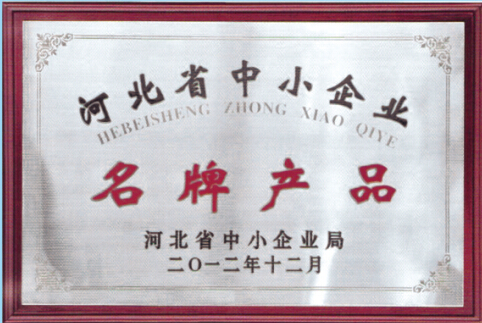 河北省中小企业
HEBEISHENG ZHONG XIAO QIYE
名牌产品
河北省中小企业局
二〇一二年十二月